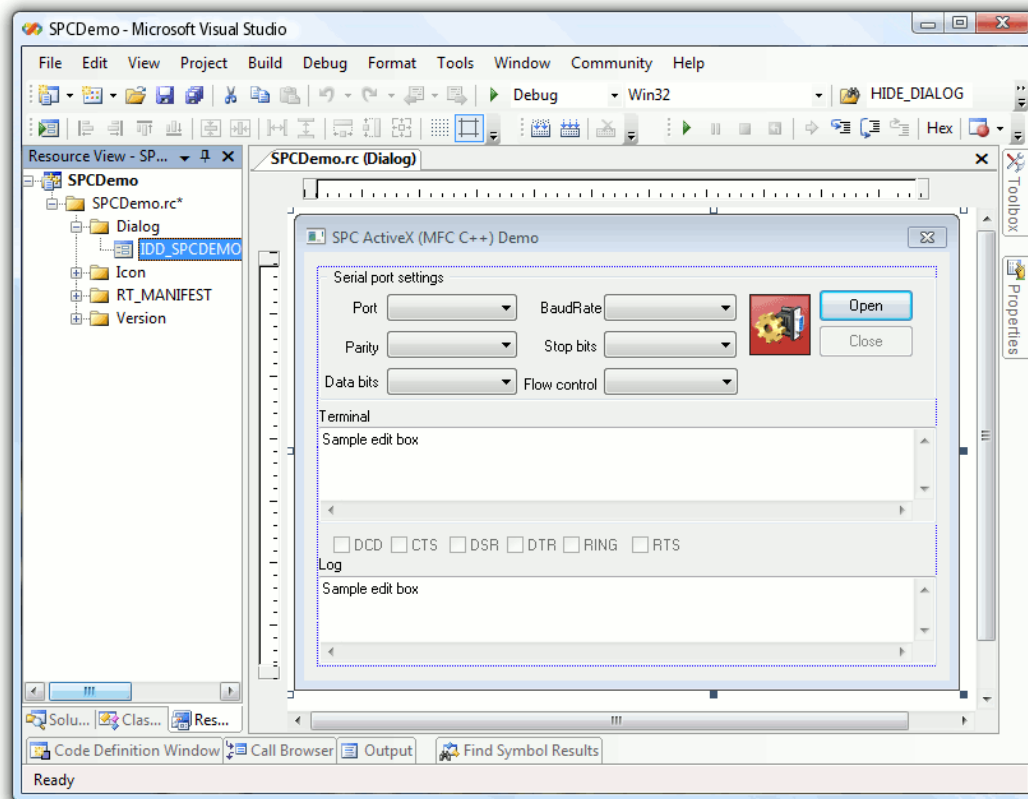 SPCDemo - Microsoft Visual Studio
File Edit View Project Build Debug Format Tools Window Community Help
Debug Win32 HIDE_DIALOG
Hex
Resource View - SP...
SPCDemo.rc (Dialog)
SPCDemo
SPCDemo.rc*
Dialog
IDD_SPCDEMO
Icon
RT_MANIFEST
Version
SPC ActiveX (MFC C++) Demo
Serial port settings
Port BaudRate Open
Parity Stop bits Close
Data bits Flow control
Terminal
Sample edit box
DCD CTS DSR DTR RING RTS
Log
Sample edit box
Toolbox
Properties
Solu... Clas... Res...
Code Definition Window Call Browser Output Find Symbol Results
Ready